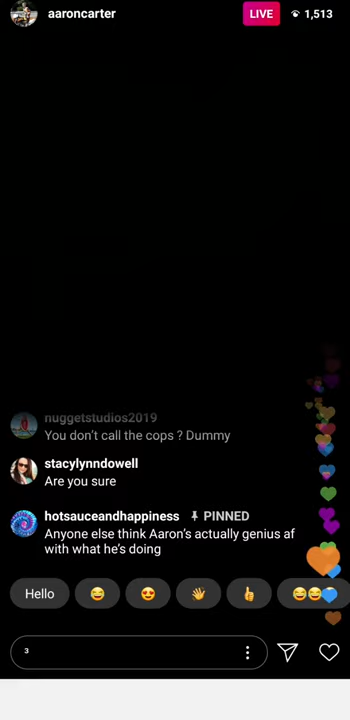 aaroncarter LIVE 1,513
nuggetstudios2019
You don't call the cops ? Dummy
stacylynndowell
Are you sure
hotsauceandhappiness PINNED
Anyone else think Aaron's actually genius af
with what he's doing
Hello
3